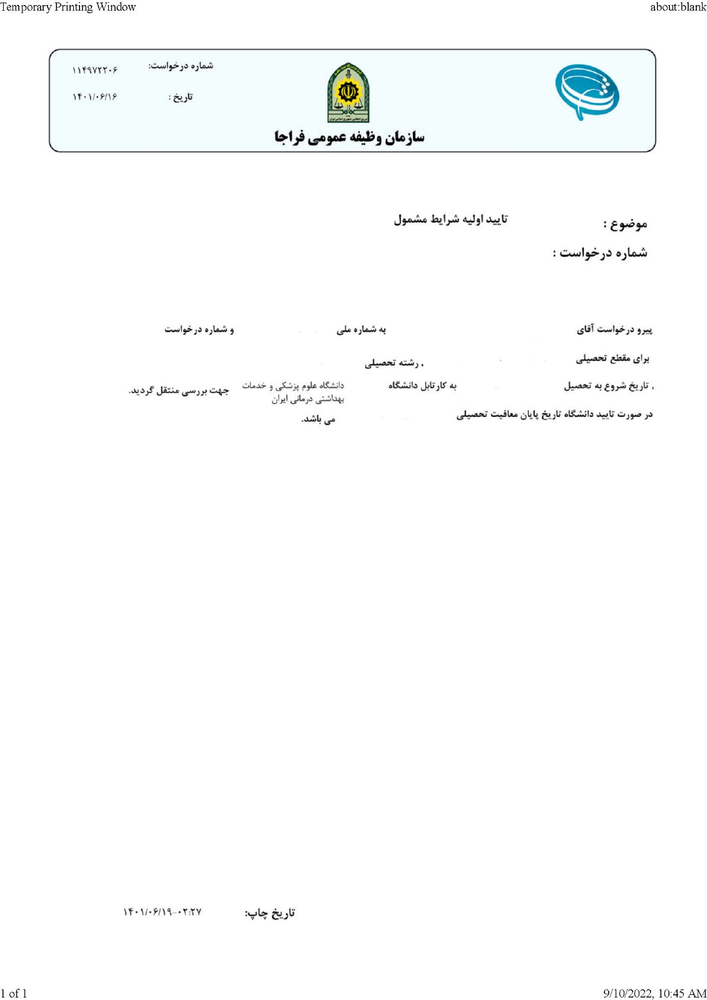 Temporary Printing Window
about:blank
شماره درخواست: ۱۱۴۹۷۲۲۰۶
تاریخ : ۱۴۰۱/۰۶/۱۶
سازمان وظیفه عمومی فراجا
موضوع : تایید اولیه شرایط مشمول
شماره درخواست :
پیرو درخواست آقای به شماره ملی و شماره درخواست
برای مقطع تحصیلی , رشته تحصیلی
, تاریخ شروع به تحصیل به کارتابل دانشگاه دانشگاه علوم پزشکی و خدمات جهت بررسی منتقل گردید.
بهداشتی درمانی ایران
در صورت تایید دانشگاه تاریخ پایان معافیت تحصیلی می باشد.
تاریخ چاپ: ۱۴۰۱/۰۶/۱۹-۰۲:۲۷
1 of 1
9/10/2022, 10:45 AM